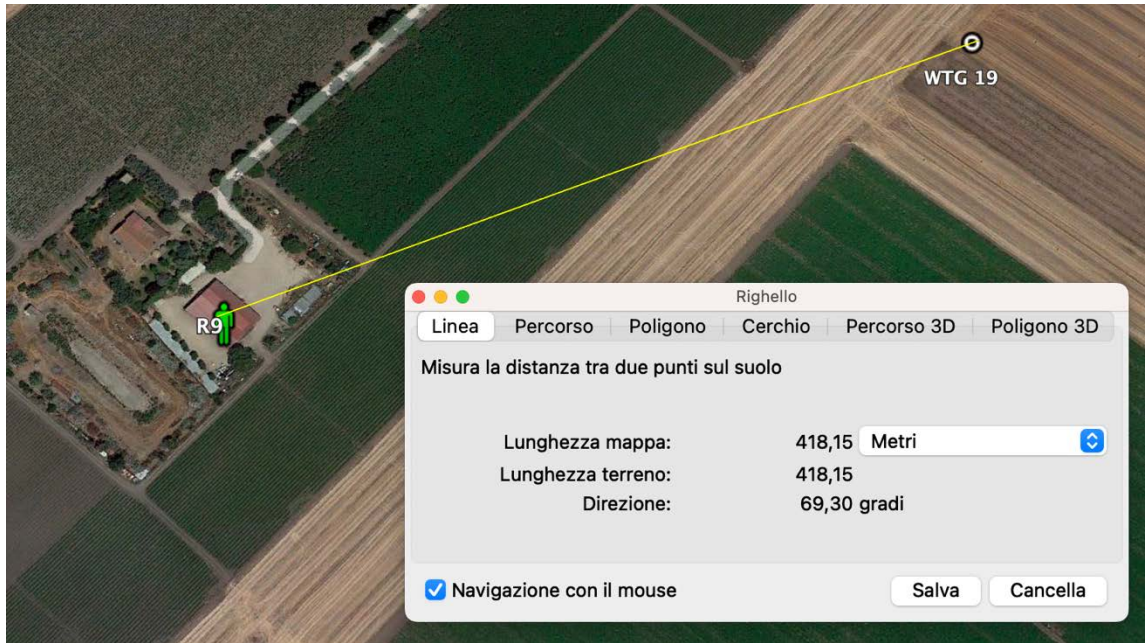 WTG 19
R9
Righello
Linea Percorso Poligono Cerchio Percorso 3D Poligono 3D
Misura la distanza tra due punti sul suolo
Lunghezza mappa: 418,15 Metri
Lunghezza terreno: 418,15
Direzione: 69,30 gradi
Navigazione con il mouse Salva Cancella